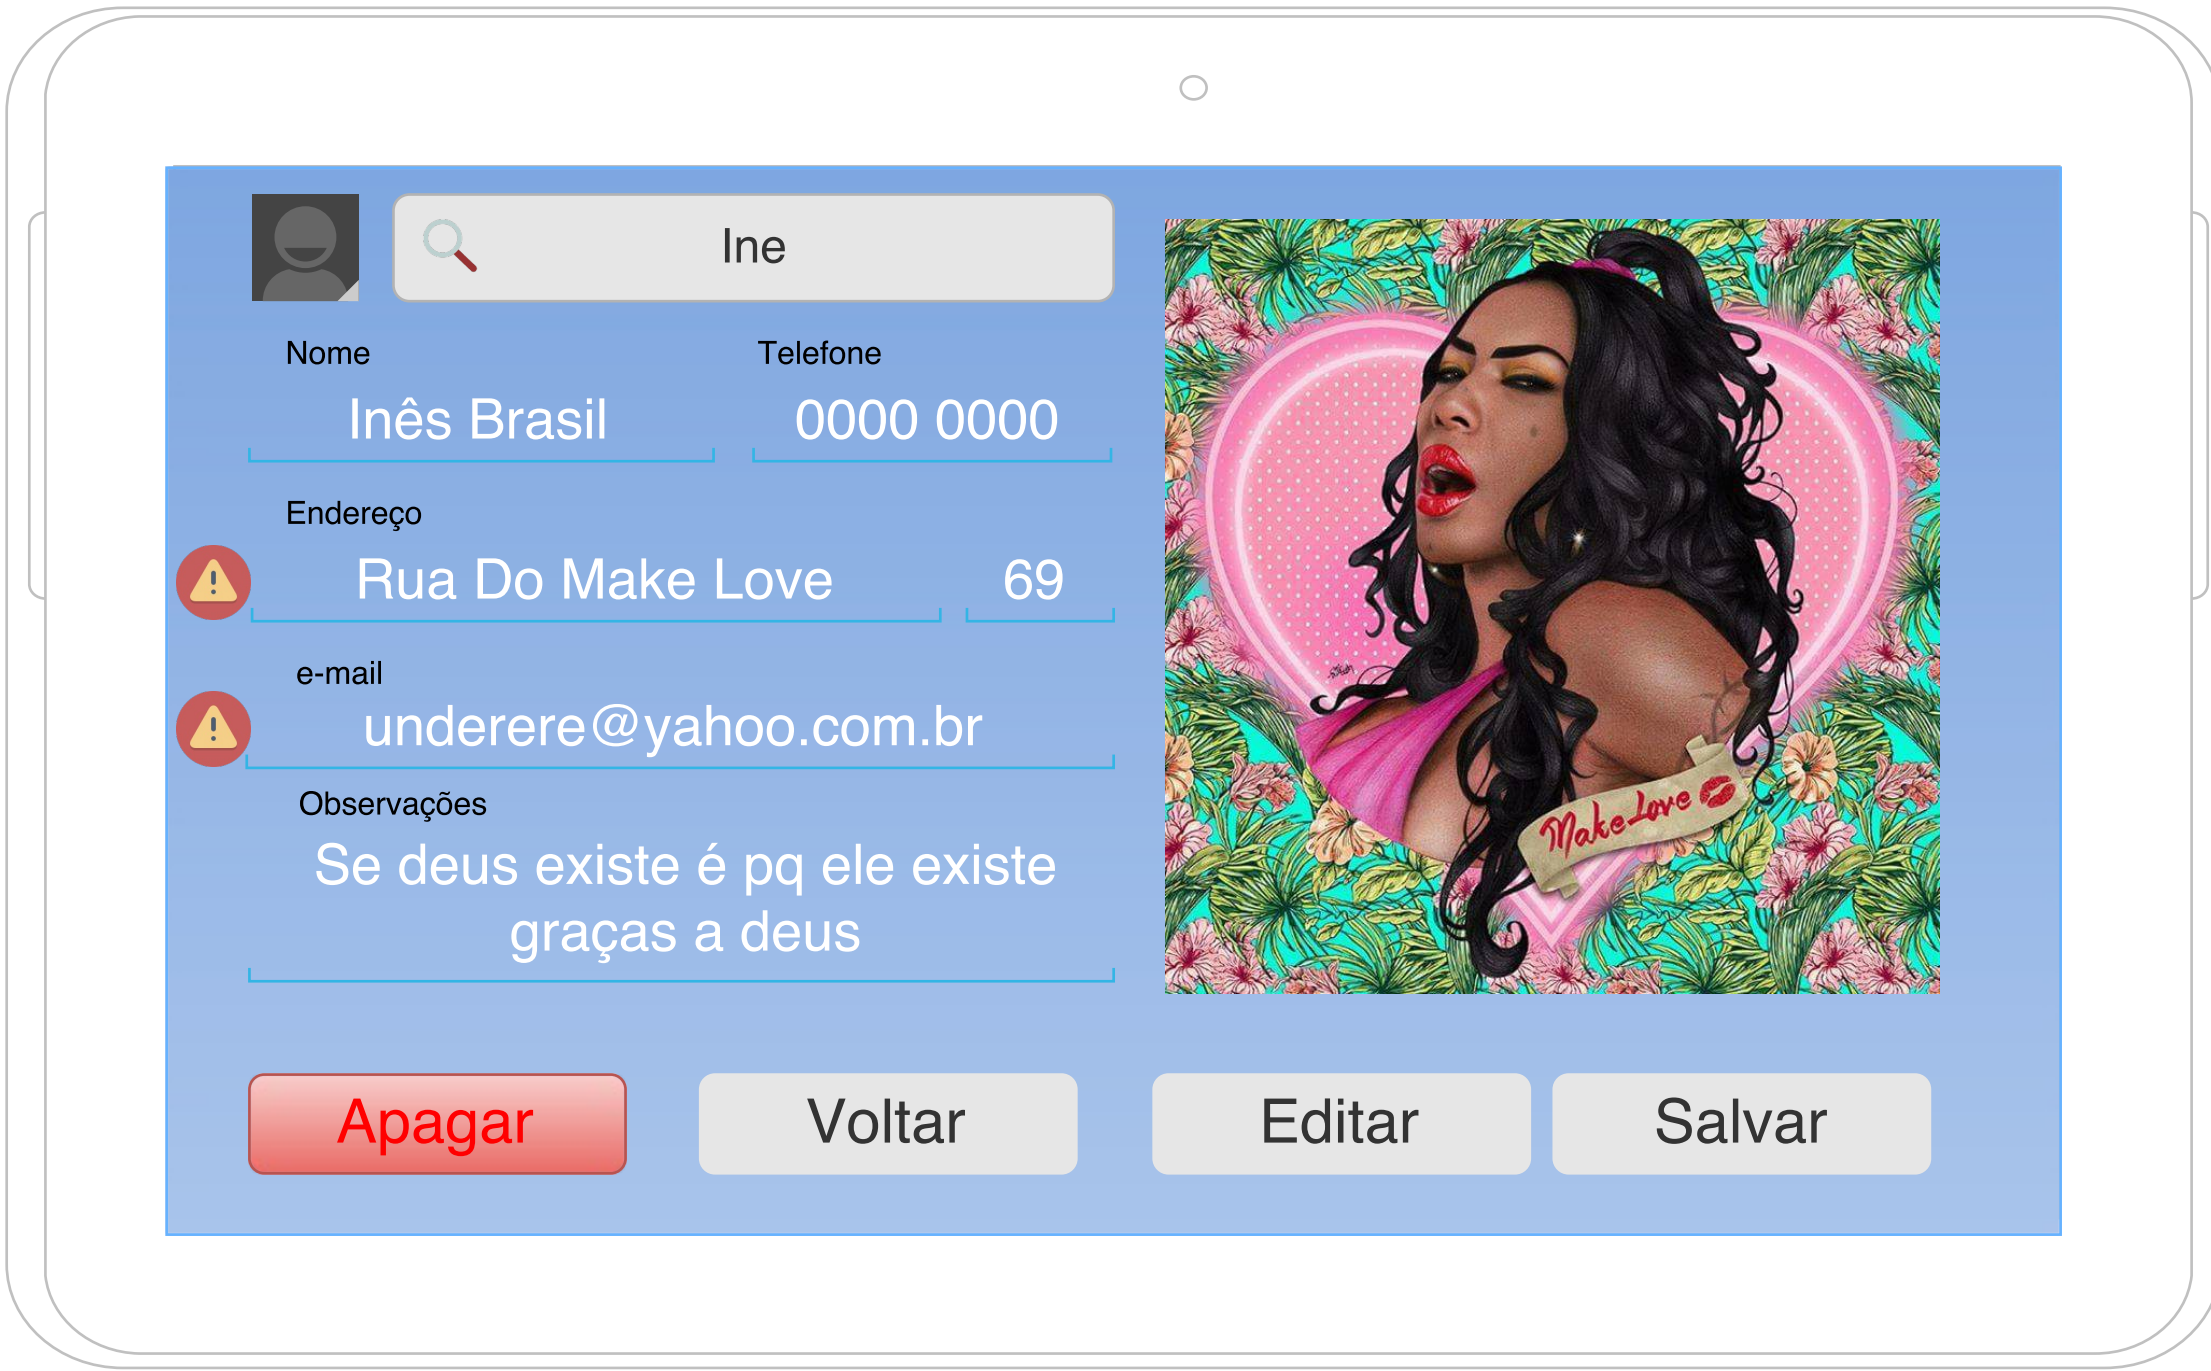 Ine
Nome
Telefone
Inês Brasil
0000 0000
Endereço
Rua Do Make Love
69
e-mail
underere@yahoo.com.br
Observações
Se deus existe é pq ele existe
graças a deus
Make Love
Apagar
Voltar
Editar
Salvar